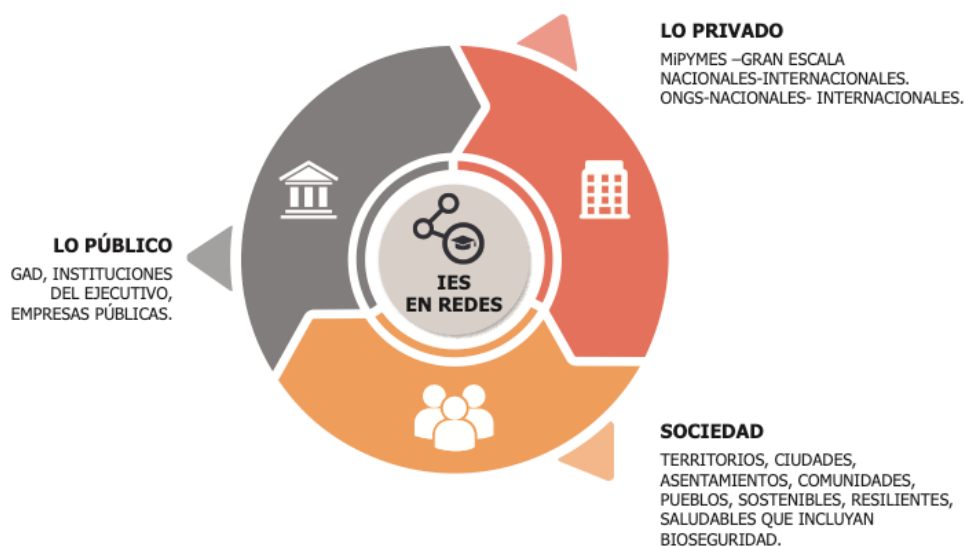 LO PRIVADO
MiPYMES –GRAN ESCALA
NACIONALES-INTERNACIONALES.
ONGS-NACIONALES- INTERNACIONALES.
LO PÚBLICO
GAD, INSTITUCIONES
DEL EJECUTIVO,
EMPRESAS PÚBLICAS.
IES
EN REDES
SOCIEDAD
TERRITORIOS, CIUDADES,
ASENTAMIENTOS, COMUNIDADES,
PUEBLOS, SOSTENIBLES, RESILIENTES,
SALUDABLES QUE INCLUYAN
BIOSEGURIDAD.